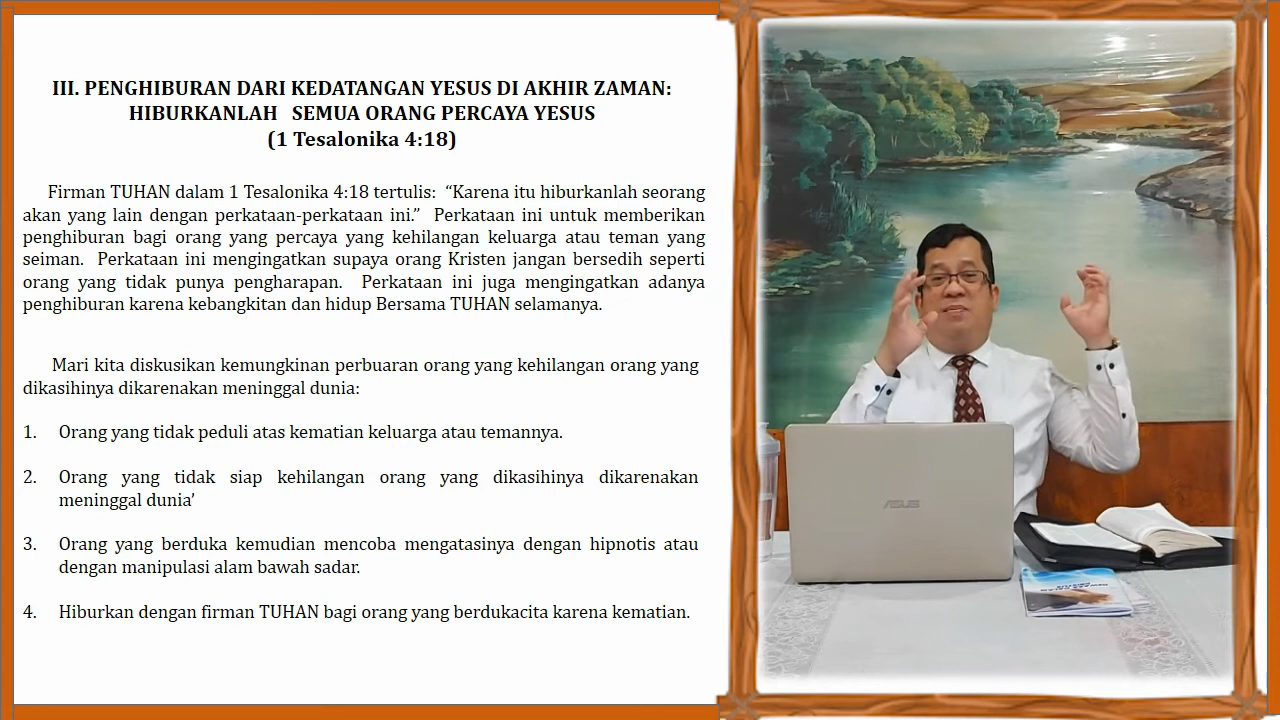 III. PENGHIBURAN DARI KEDATANGAN YESUS DI AKHIR ZAMAN:
HIBURKANLAH SEMUA ORANG PERCAYA YESUS
(1 Tesalonika 4:18)
Firman TUHAN dalam 1 Tesalonika 4:18 tertulis: “Karena itu hiburkanlah seorang
akan yang lain dengan perkataan-perkataan ini.” Perkataan ini untuk memberikan
penghiburan bagi orang yang percaya yang kehilangan keluarga atau teman yang
seiman. Perkataan ini mengingatkan supaya orang Kristen jangan bersedih seperti
orang yang tidak punya pengharapan. Perkataan ini juga mengingatkan adanya
penghiburan karena kebangkitan dan hidup Bersama TUHAN selamanya.
Mari kita diskusikan kemungkinan perbuaran orang yang kehilangan orang yang
dikasihinya dikarenakan meninggal dunia:
1. Orang yang tidak peduli atas kematian keluarga atau temannya.
2. Orang yang tidak siap kehilangan orang yang dikasihinya dikarenakan
meninggal dunia’
3. Orang yang berduka kemudian mencoba mengatasinya dengan hipnotis atau
dengan manipulasi alam bawah sadar.
4. Hiburkan dengan firman TUHAN bagi orang yang berdukacita karena kematian.
ASUS